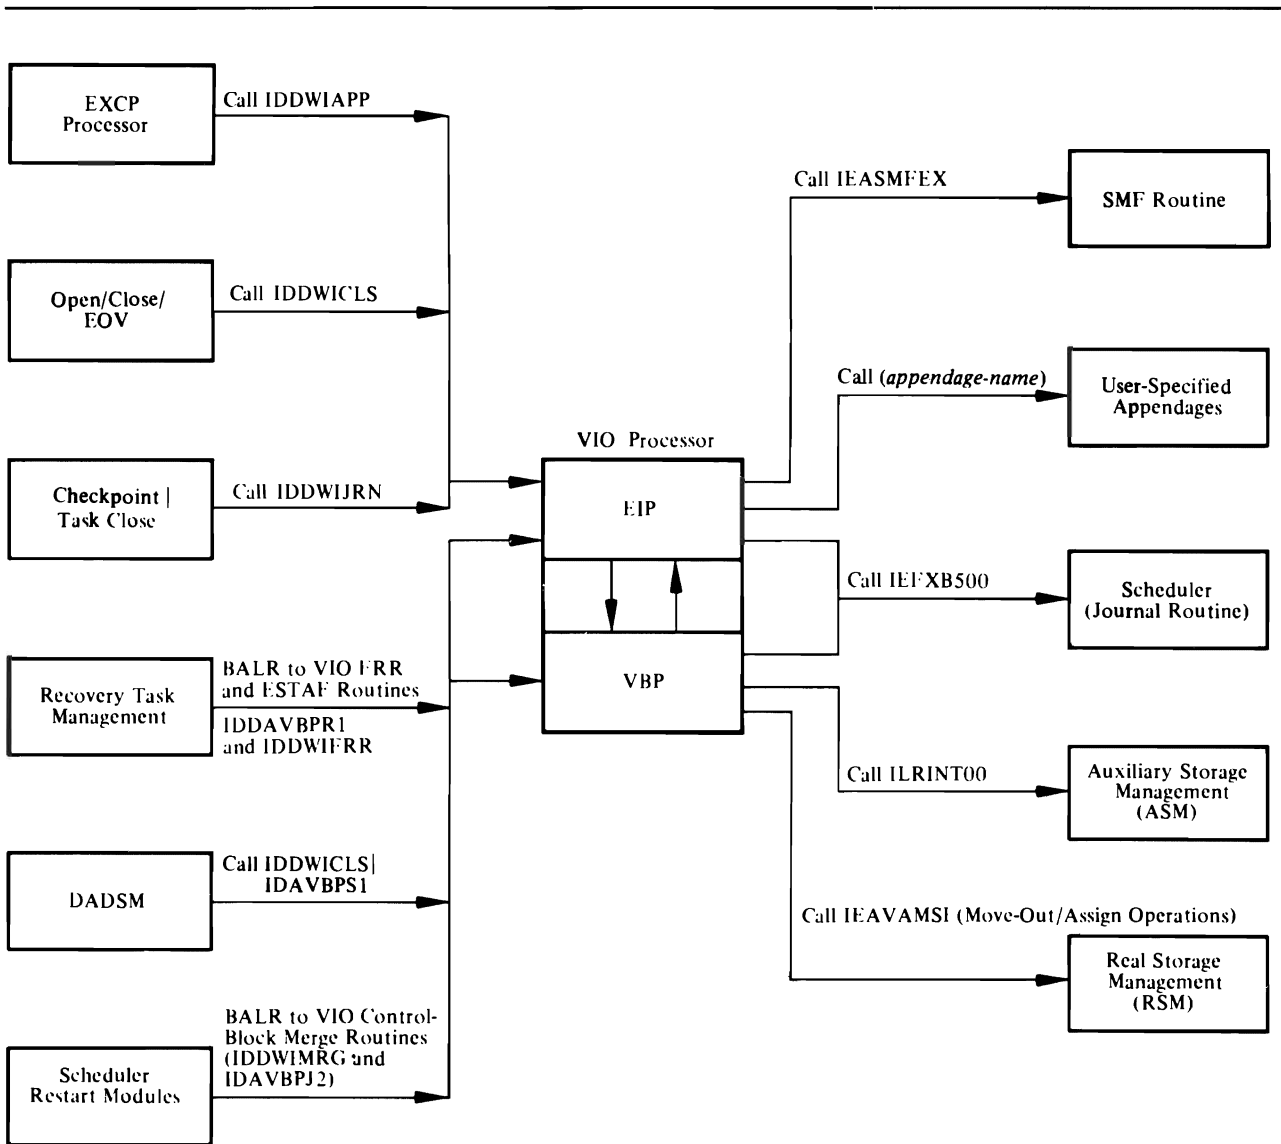 EXCP
Processor
Call IDDWIAPP
Open/Close/
EOV
Call IDDWICLS
Checkpoint |
Task Close
Call IDDWIJRN
Recovery Task
Management
BALR to VIO FRR
and ESTAE Routines
IDDAVBPR1
and IDDWIFRR
DADSM
Call IDDWICLS|
IDAVBPS1
Scheduler
Restart Modules
BALR to VIO Control-
Block Merge Routines
(IDDWIMRG and
IDAVBPJ2)
VIO Processor
EIP
VBP
Call IEASMFEX
SMF Routine
Call (appendage-name)
User-Specified
Appendages
Call IEFXB500
Scheduler
(Journal Routine)
Call ILRINT00
Auxiliary Storage
Management
(ASM)
Call IEAVAMSI (Move-Out/Assign Operations)
Real Storage
Management
(RSM)